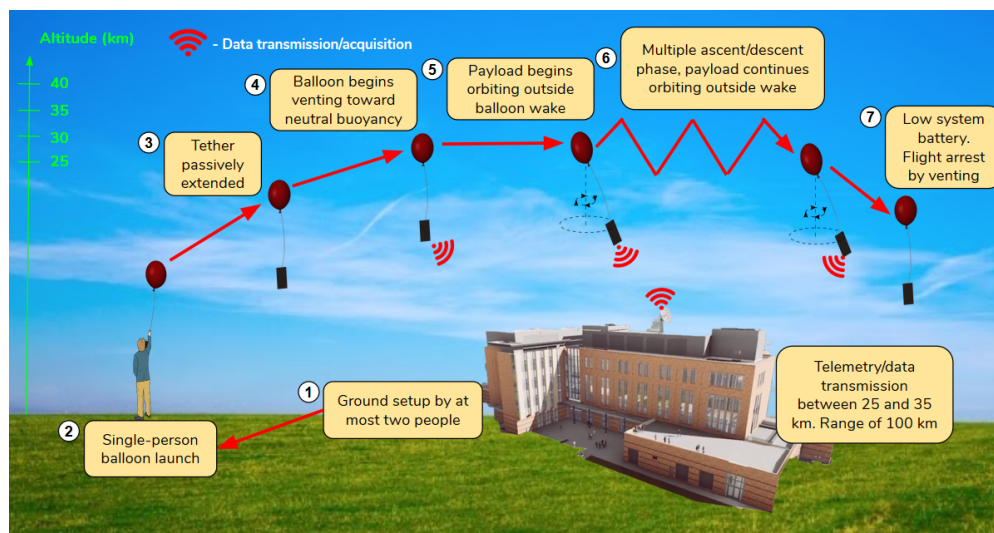 Altitude (km)
- Data transmission/acquisition
40
35
30
25
1
Ground setup by at
most two people
2
Single-person
balloon launch
3
Tether
passively
extended
4
Balloon begins
venting toward
neutral buoyancy
5
Payload begins
orbiting outside
balloon wake
6
Multiple ascent/descent
phase, payload continues
orbiting outside wake
7
Low system
battery.
Flight arrest
by venting
Telemetry/data
transmission
between 25 and 35
km. Range of 100 km